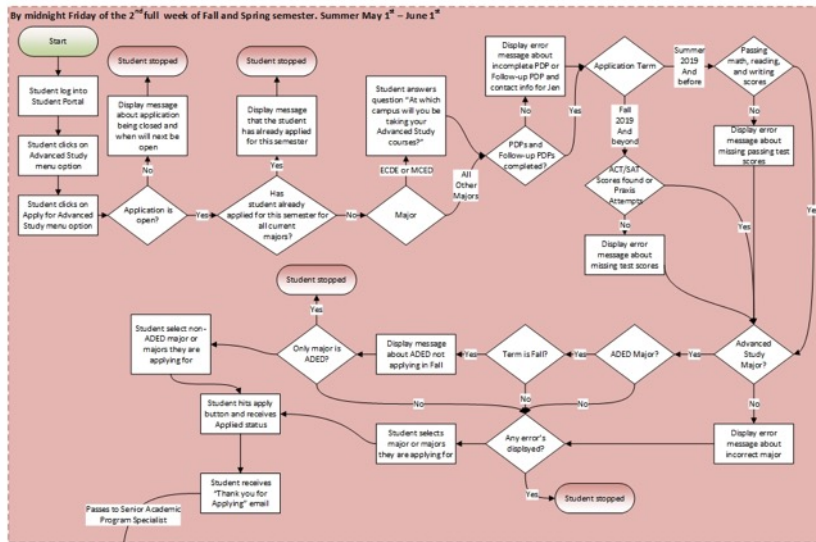 By midnight Friday of the 2nd full week of Fall and Spring semester. Summer May 1st – June 1st
Start
Student log into
Student Portal
Student clicks on
Advanced Study
menu option
Student clicks on
Apply for Advanced
Study menu option
Student stopped
Display message
about application
being closed and
when will next be
open
No
Application is
open?
Yes
Student stopped
Display message
that the student
has already applied
for this semester
Yes
Has
student already
applied for this semester for
all current
majors?
No
Student answers
question "At which
campus will you be
taking your
Advanced Study
courses?"
ECDE or MCED
Major
All
Other
Majors
Display error
message about
incomplete PDP or
Follow-up PDP and
contact info for Jen
No
PDPs and
Follow-up PDPs
completed?
Yes
Application Term
Summer
2019
And
before
Fall
2019
And
beyond
Passing
math, reading,
and writing
scores
No
Display error
message about
missing passing test
scores
Yes
ACT/SAT
Scores found or
Praxis
Attempts
Yes
No
Display error
message about
missing test scores
Student stopped
Yes
Student select non-
ADED major or
majors they are
applying for
Only major is
ADED?
Display message
about ADED not
applying in Fall
Yes
Term is Fall?
Yes
ADED Major?
Yes
Advanced
Study
Major?
No
No
No
No
Student hits apply
button and receives
Applied status
Student selects
major or majors
they are applying for
No
Any error's
displayed?
Display error
message about
incorrect major
Student receives
"Thank you for
Applying" email
Yes
Student stopped
Passes to Senior Academic
Program Specialist